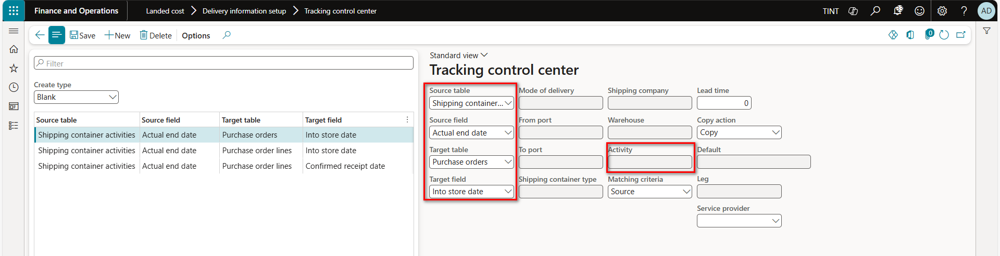 Finance and Operations
Landed cost
Delivery information setup
Tracking control center
TINT
33
AD
Save
New
Delete
Options
0
Filter
Create type
Blank
Source table Source field Target table Target field
Shipping container activities Actual end date Purchase orders Into store date
Shipping container activities Actual end date Purchase order lines Into store date
Shipping container activities Actual end date Purchase order lines Confirmed receipt date
Standard view
Tracking control center
Source table Mode of delivery Shipping company Lead time
Shipping container... 0
Source field From port Warehouse Copy action
Actual end date Copy
Target table To port Activity Default
Purchase orders
Target field Shipping container type Matching criteria Leg
Into store date Source
Service provider